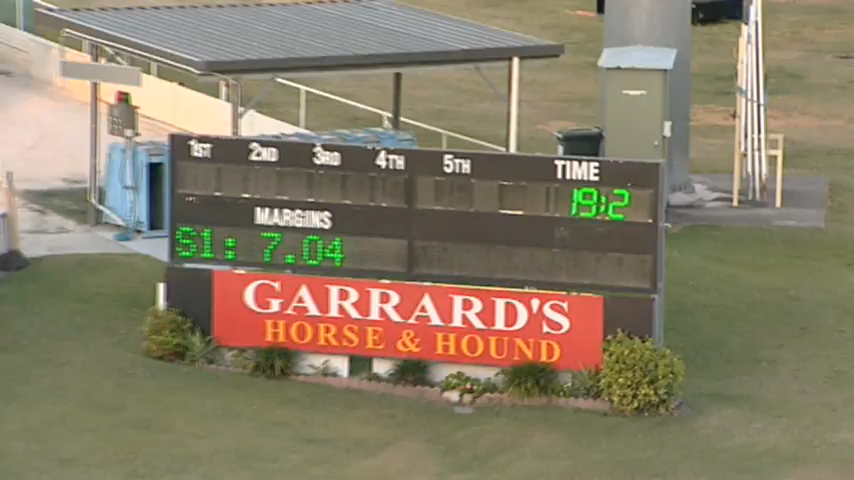 1ST 2ND 3RD 4TH 5TH TIME
19:2
MARGINS
S1: 7.04
GARRARD'S
HORSE & HOUND